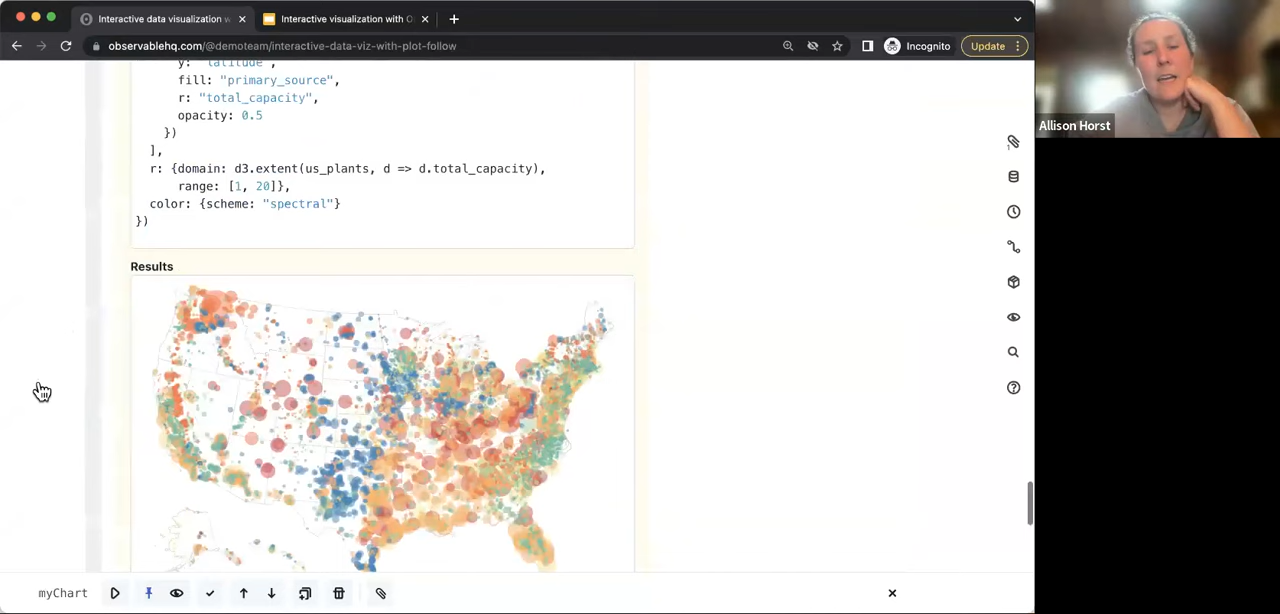 Interactive data visualization w
Interactive visualization with O
observablehq.com/@demoteam/interactive-data-viz-with-plot-follow
Incognito
Update
y: "latitude",
fill: "primary_source",
r: "total_capacity",
opacity: 0.5
})
],
r: {domain: d3.extent(us_plants, d => d.total_capacity),
range: [1, 20]},
color: {scheme: "spectral"}
})
Results
myChart
Allison Horst